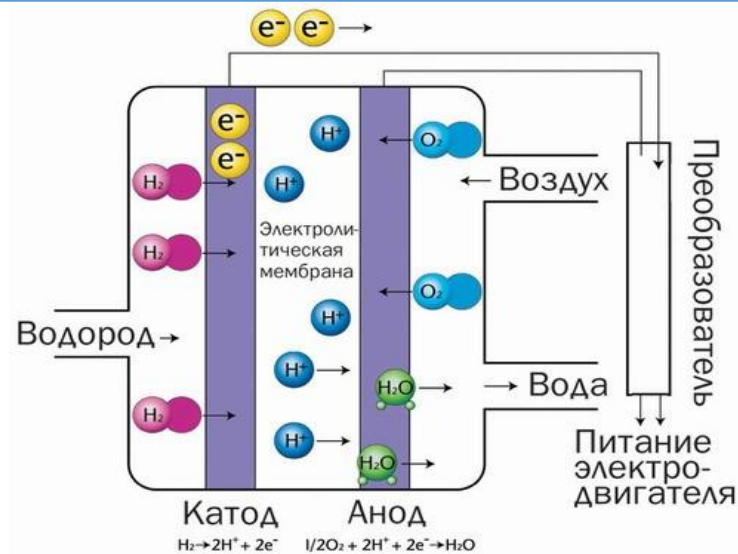 e⁻ e⁻
e⁻
e⁻
H⁺
O₂
H₂
H⁺
Воздух
Электроли-
тическая
мембрана
H₂
O₂
H⁺
Водород
H⁺
H₂O
Вода
H₂
H⁺
H₂O
Преобразователь
Питание
электро-
двигателя
Катод
Анод
H₂→2H⁺ + 2e⁻
1/2O₂ + 2H⁺ + 2e⁻→H₂O